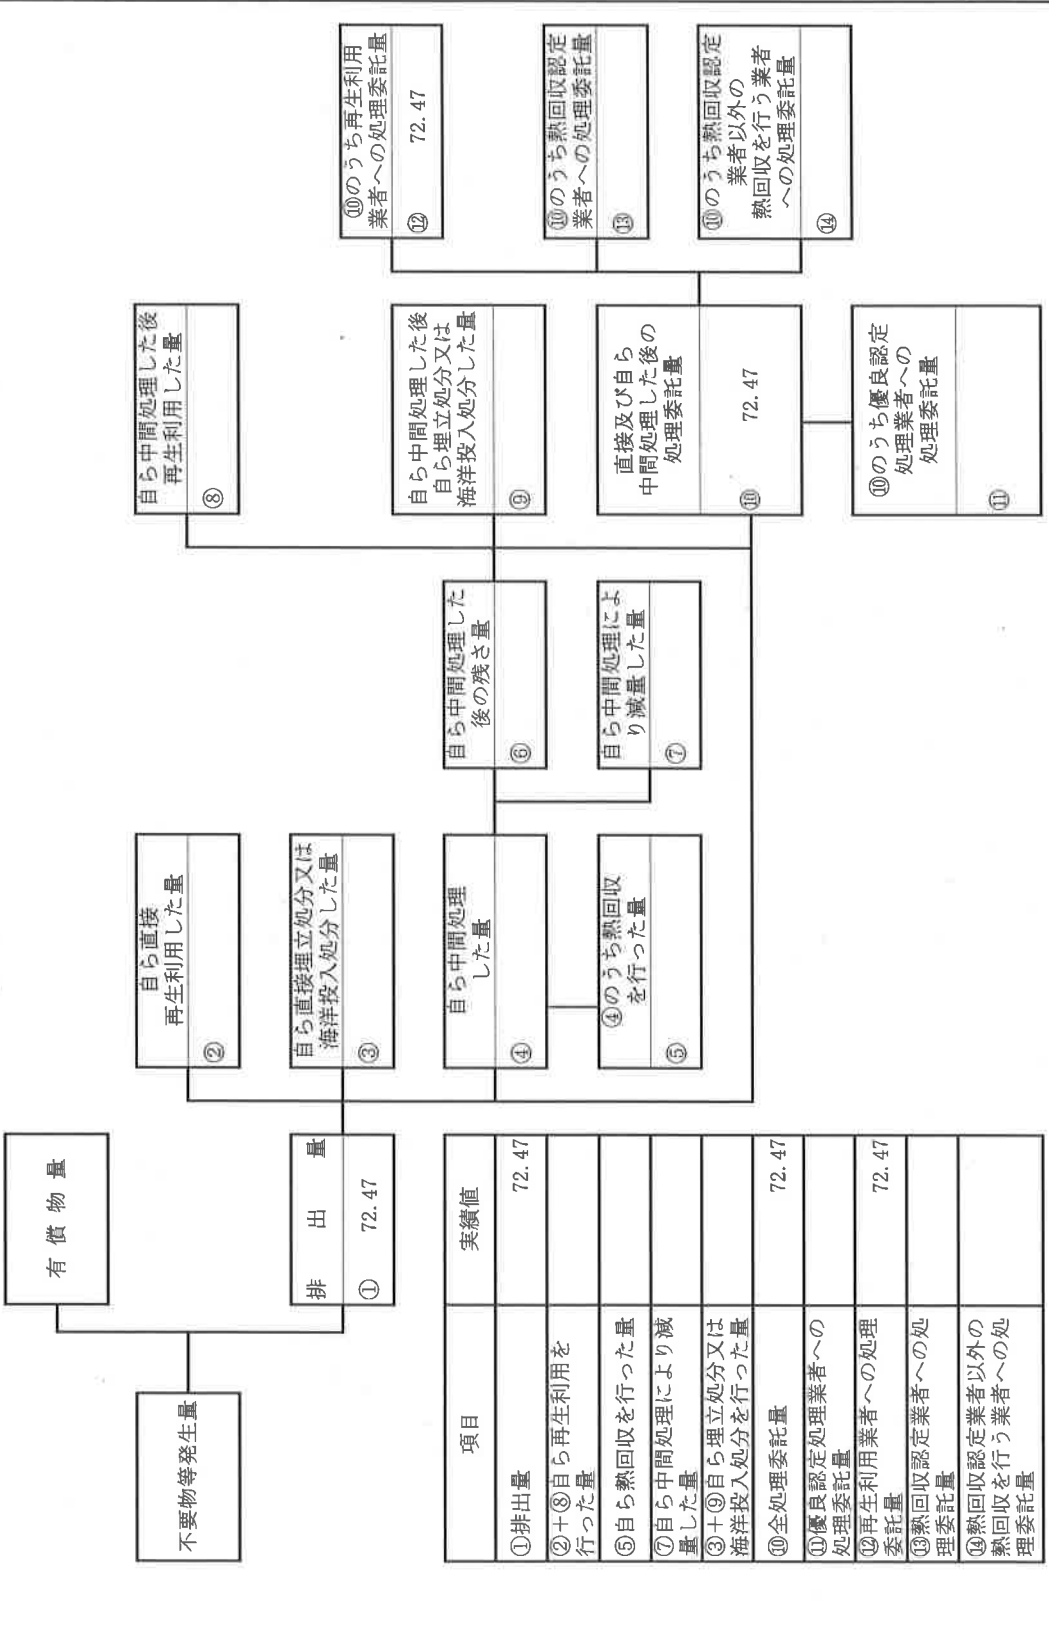 不要物等発生量
有償物量
排出量
① 72.47
自ら直接
再生利用した量
②
自ら直接埋立処分又は
海洋投入処分した量
③
自ら中間処理
した量
④
④のうち熱回収
を行った量
⑤
自ら中間処理した
後の残さ量
⑥
自ら中間処理によ
り減量した量
⑦
自ら中間処理した後
再生利用した量
⑧
自ら中間処理した後
自ら埋立処分又は
海洋投入処分した量
⑨
直接及び自ら
中間処理した後の
処理委託量
⑩ 72.47
⑩のうち優良認定
処理業者への
処理委託量
⑪
⑩のうち再生利用
業者への処理委託量
⑫ 72.47
⑩のうち熱回収認定
業者への処理委託量
⑬
⑩のうち熱回収認定
業者以外の
熱回収を行う業者
への処理委託量
⑭
項目 実績値
①排出量 72.47
②+⑧自ら再生利用を
行った量
⑤自ら熱回収を行った量
⑦自ら中間処理により減
量した量
③+⑨自ら埋立処分又は
海洋投入処分を行った量
⑩全処理委託量 72.47
⑪優良認定処理業者への
処理委託量
⑫再生利用業者への処理
委託量 72.47
⑬熱回収認定業者への処
理委託量
⑭熱回収認定業者以外の
熱回収を行う業者への処
理委託量